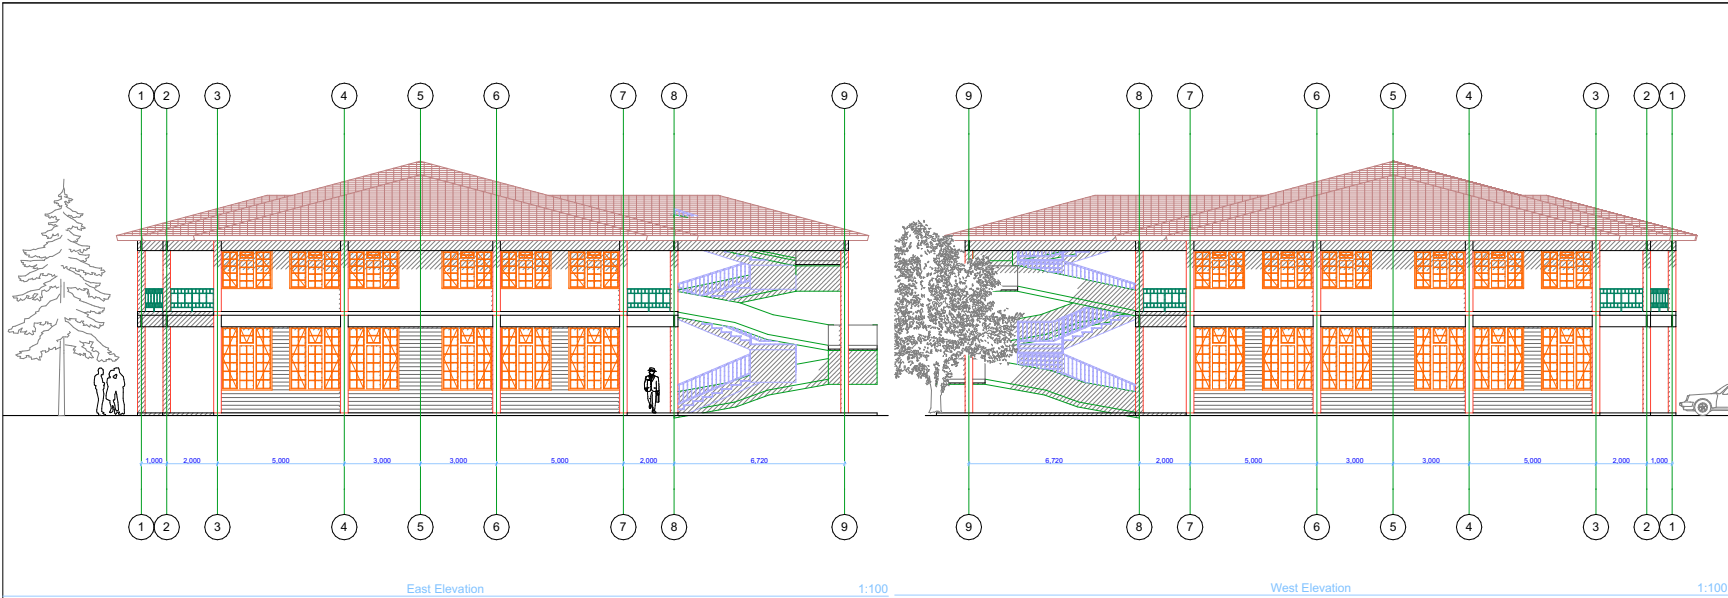 1 2 3 4 5 6 7 8 9
9 8 7 6 5 4 3 2 1
1,000 2,000 5,000 3,000 3,000 5,000 2,000 6,720
6,720 2,000 5,000 3,000 3,000 5,000 2,000 1,000
1 2 3 4 5 6 7 8 9
9 8 7 6 5 4 3 2 1
East Elevation 1:100
West Elevation 1:100